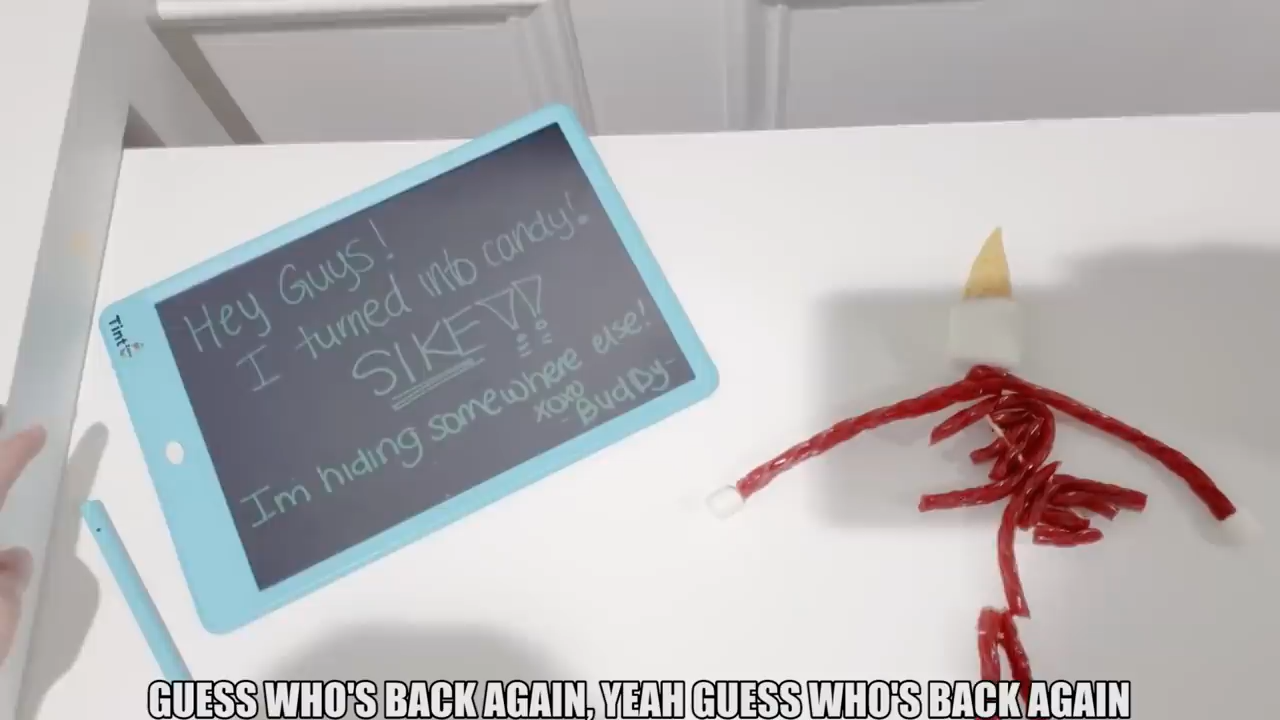 Hey Guys!
I turned into candy!
SIKE!!
Im hiding somewhere else!
xoxo
-BudDy-
Tint
GUESS WHO'S BACK AGAIN, YEAH GUESS WHO'S BACK AGAIN